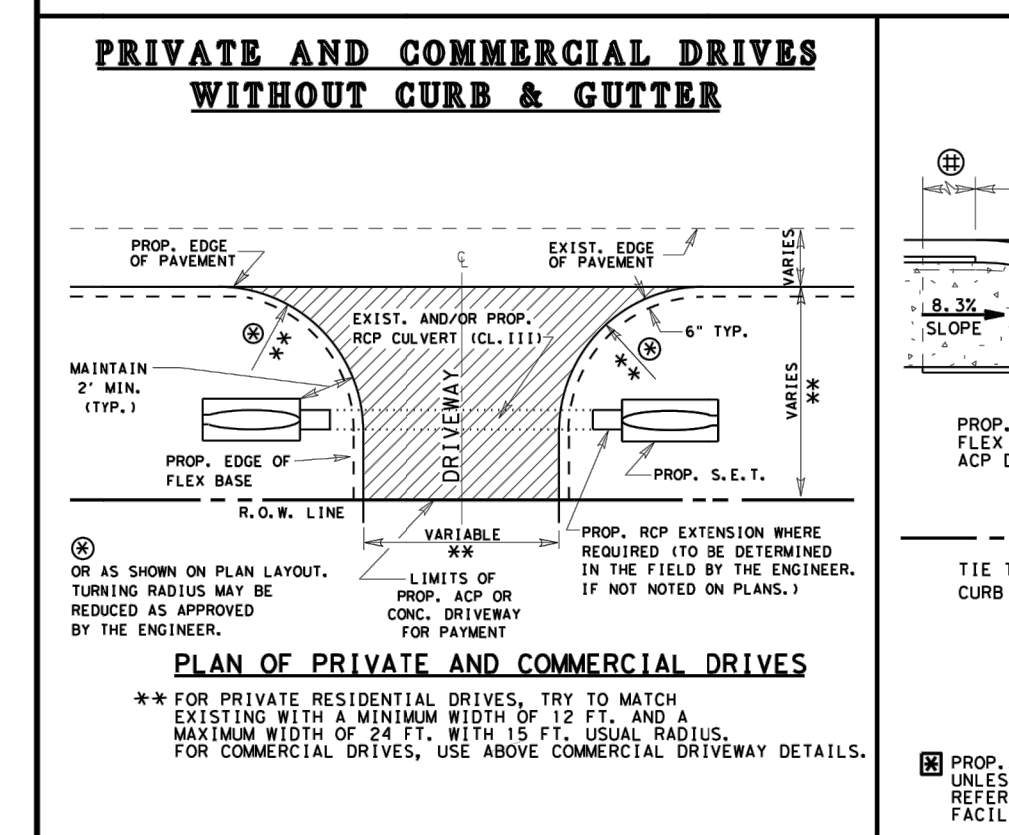 PRIVATE AND COMMERCIAL DRIVES
WITHOUT CURB & GUTTER
PROP. EDGE
OF PAVEMENT
℄
EXIST. EDGE
OF PAVEMENT
VARIES
EXIST. AND/OR PROP.
RCP CULVERT (CL.III)
6" TYP.
**
**
MAINTAIN
2' MIN.
(TYP.)
DRIVEWAY
VARIES
**
PROP. EDGE OF
FLEX BASE
PROP. S.E.T.
R.O.W. LINE
VARIABLE
**
PROP. RCP EXTENSION WHERE
REQUIRED (TO BE DETERMINED
IN THE FIELD BY THE ENGINEER.
IF NOT NOTED ON PLANS.)
LIMITS OF
PROP. ACP OR
CONC. DRIVEWAY
FOR PAYMENT
OR AS SHOWN ON PLAN LAYOUT.
TURNING RADIUS MAY BE
REDUCED AS APPROVED
BY THE ENGINEER.
PLAN OF PRIVATE AND COMMERCIAL DRIVES
** FOR PRIVATE RESIDENTIAL DRIVES, TRY TO MATCH
EXISTING WITH A MINIMUM WIDTH OF 12 FT. AND A
MAXIMUM WIDTH OF 24 FT. WITH 15 FT. USUAL RADIUS.
FOR COMMERCIAL DRIVES, USE ABOVE COMMERCIAL DRIVEWAY DETAILS.
#
8.3%
SLOPE
PROP.
FLEX
ACP
TIE
CURB
PROP.